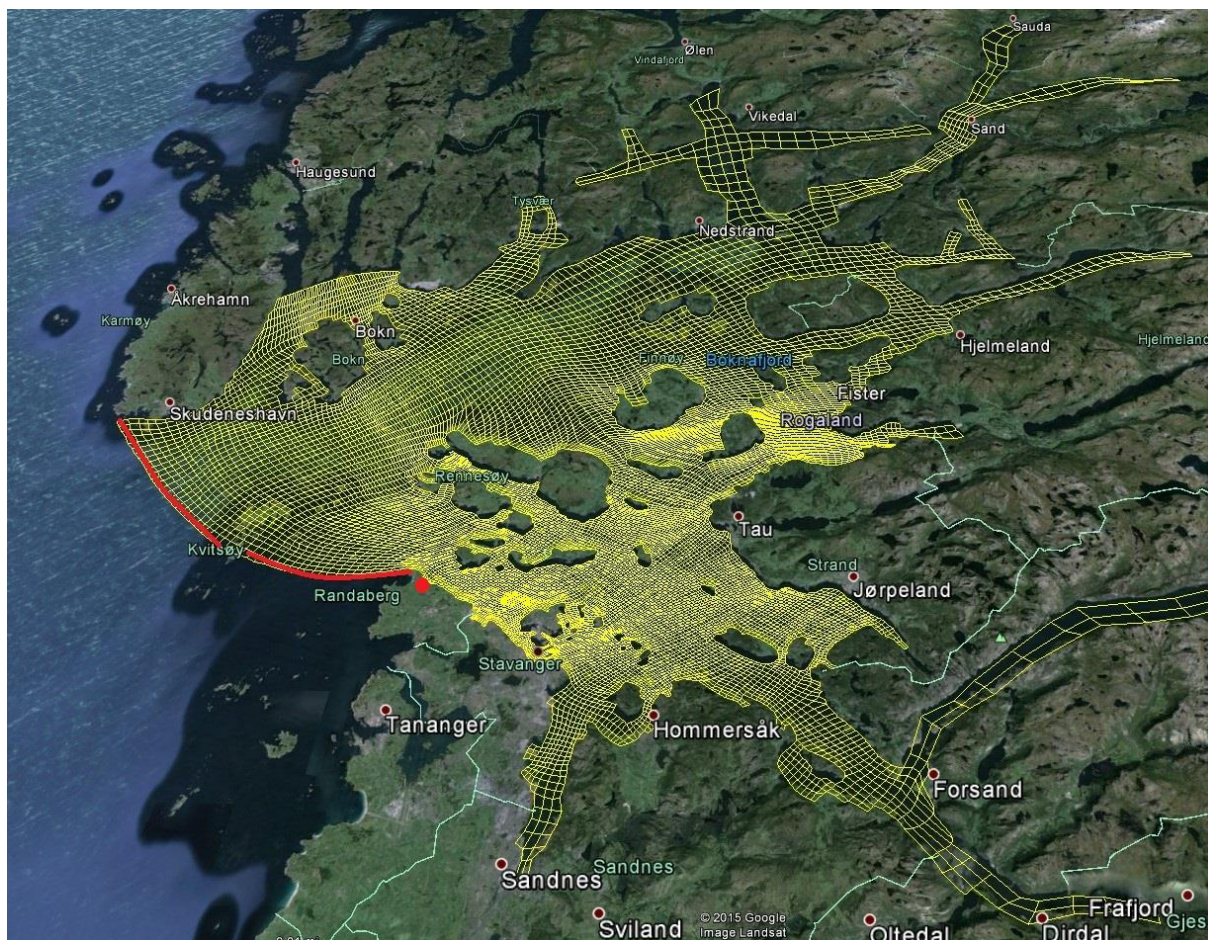 Sauda
Ølen
Vindafjord
Vikedal
Sand
Haugesund
Tysvær
Nedstrand
Åkrehamn
Karmøy
Bokn
Bokn
Finnøy
Boknafjord
Hjelmeland
Hjelmeland
Fister
Skudeneshavn
Rogaland
Rennesøy
Tau
Kvitsøy
Strand
Randaberg
Jørpeland
Stavanger
Tananger
Hommersåk
Forsand
Sandnes
Sandnes
Frafjord
Gjes
© 2015 Google
Image Landsat
Sviland
Oltedal
Dirdal